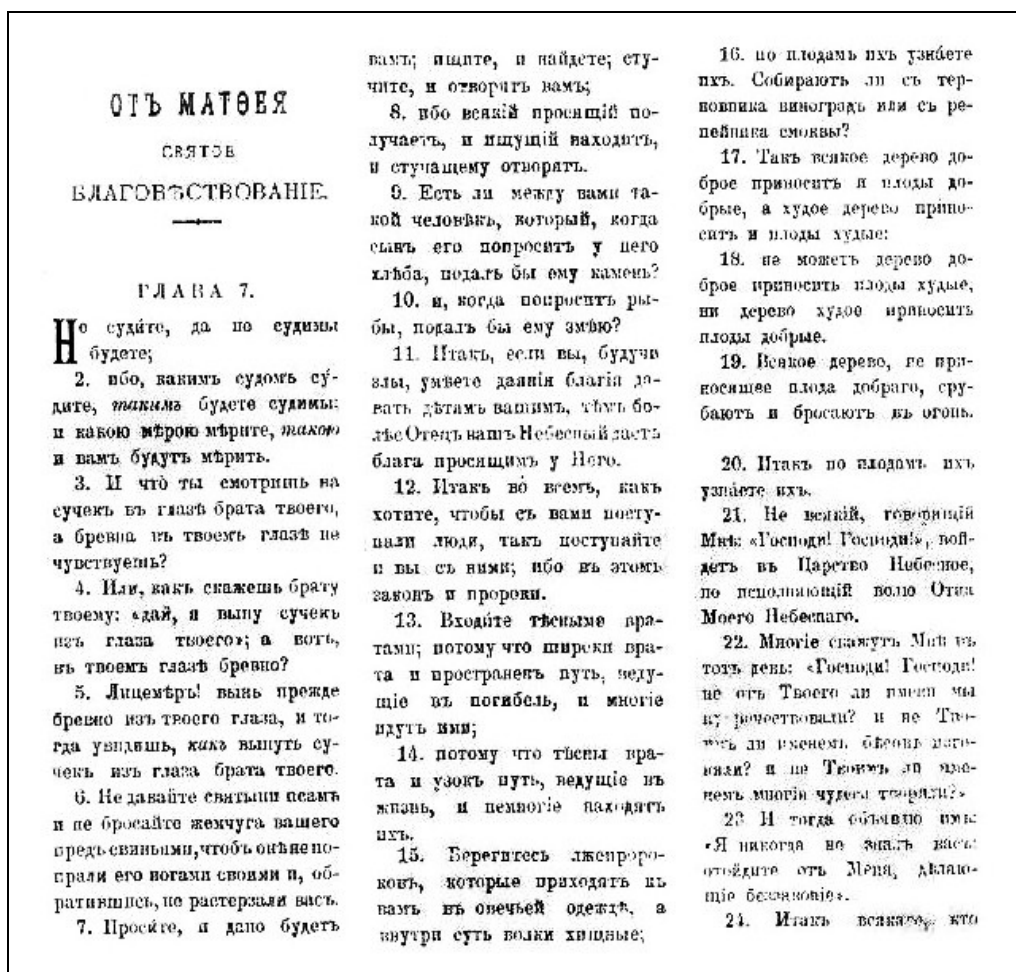 ОТЪ МАТѲЕЯ
СВЯТОЕ
БЛАГОВѢСТВОВАНІЕ.
ГЛАВА 7.
Не суди́те, да не судимы
будете;
2. ибо, какимъ судомъ су́-
дите, такимъ будете судимы;
и какою мѣрою мѣрите, такою
и вамъ будутъ мѣрить.
3. И что̀ ты смотришь на
сучекъ въ глазѣ брата твоего,
а бревна въ твоемъ глазѣ не
чувствуешь?
4. Или, какъ скажешь брату
твоему: «дай, я выну сучекъ
изъ глаза твоего»; а вотъ,
въ твоемъ глазѣ бревно?
5. Лицемѣръ! вынь прежде
бревно изъ твоего глаза, и то-
гда увидишь, какъ вынуть су-
чекъ изъ глаза брата твоего.
6. Не давайте святыни псамъ
и не бросайте жемчуга вашего
предъ свиньями, чтобъ онѣ не по-
прали его ногами своими и, об-
ратившись, не растерзали васъ.
7. Проси́те, и дано будетъ
вамъ; ищите, и найдете; сту-
чите, и отворятъ вамъ;
8. ибо всякій просящій по-
лучаетъ, и ищущій находитъ,
и стучащему отворятъ.
9. Есть ли между вами та-
кой человѣкъ, который, когда
сынъ его попроситъ у него
хлѣба, подалъ бы ему камень?
10. и, когда попроситъ ры-
бы, подалъ бы ему змѣю?
11. Итакъ, если вы, будучи
злы, умѣете даянія благія да-
вать дѣтямъ вашимъ, тѣмъ бо-
лѣе Отецъ вашъ Небесный дастъ
блага просящимъ у Него.
12. Итакъ во́ всемъ, какъ
хотите, чтобы съ вами посту-
пали люди, такъ поступайте
и вы съ ними; ибо въ этомъ
законъ и пророки.
13. Входи́те тѣсными вра-
тами; потому что широки вра-
та и пространенъ путь, веду-
щіе въ погибель, и многіе
идутъ ими;
14. потому что тѣсны вра-
та и узокъ путь, ведущіе въ
жизнь, и немногіе находятъ
ихъ.
15. Берегитесь лжепроро-
ковъ, которые приходятъ къ
вамъ въ овечьей одеждѣ, а
внутри суть волки хищные;
16. по плодамъ ихъ узна́ете
ихъ. Собираютъ ли съ тер-
новника виноградъ или съ ре-
пейника смоквы?
17. Такъ всякое дерево до-
брое приноситъ и плоды до-
брые, а худое дерево прино-
ситъ и плоды худые:
18. не можетъ дерево до-
брое приносить плоды худые,
ни дерево худое приносить
плоды добрые.
19. Всякое дерево, не при-
носящее плода добраго, сру-
баютъ и бросаютъ въ огонь.
20. Итакъ по плодамъ ихъ
узна́ете ихъ.
21. Не всякій, говорящій
Мнѣ: «Господи! Господи!», вой-
детъ въ Царство Небесное,
но исполняющій волю Отца
Моего Небеснаго.
22. Многіе скажутъ Мнѣ въ
тотъ день: «Господи! Господи!
не отъ Твоего ли имени мы
пророчествовали? и не Тво-
имъ ли именемъ бѣсовъ изго-
няли? и не Твоимъ ли име-
немъ многія чудеса творили?»
23 И тогда объявлю имъ:
«Я никогда не зналъ васъ:
отойдите отъ Меня, дѣлаю-
щіе беззаконіе».
24. Итакъ всякаго, кто